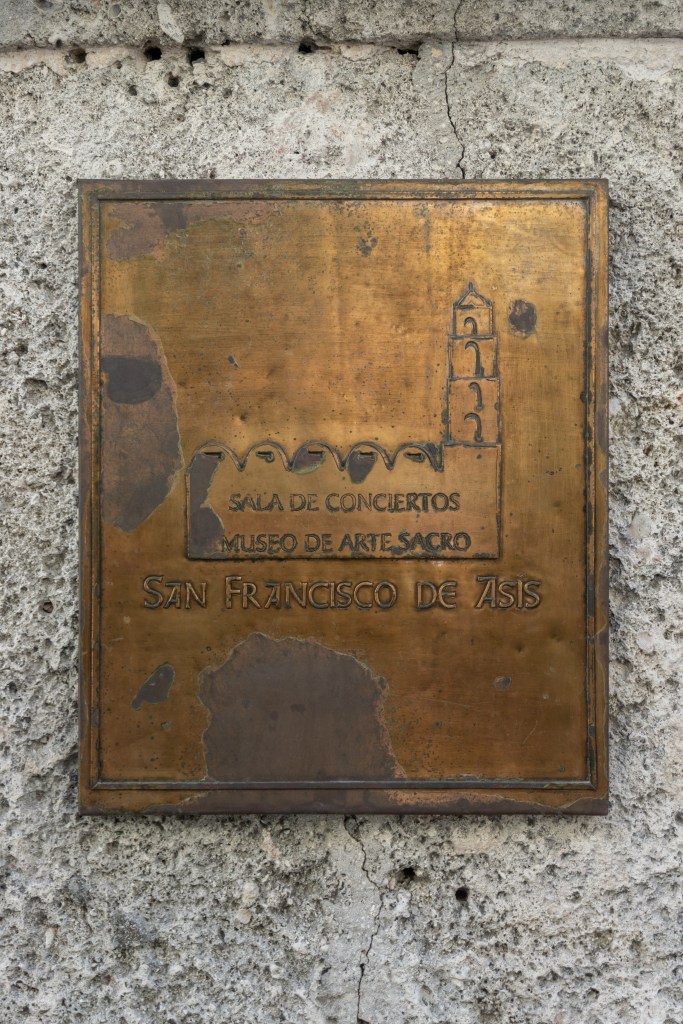 SALA DE CONCIERTOS
MUSEO DE ARTE SACRO
SAN FRANCISCO DE ASIS